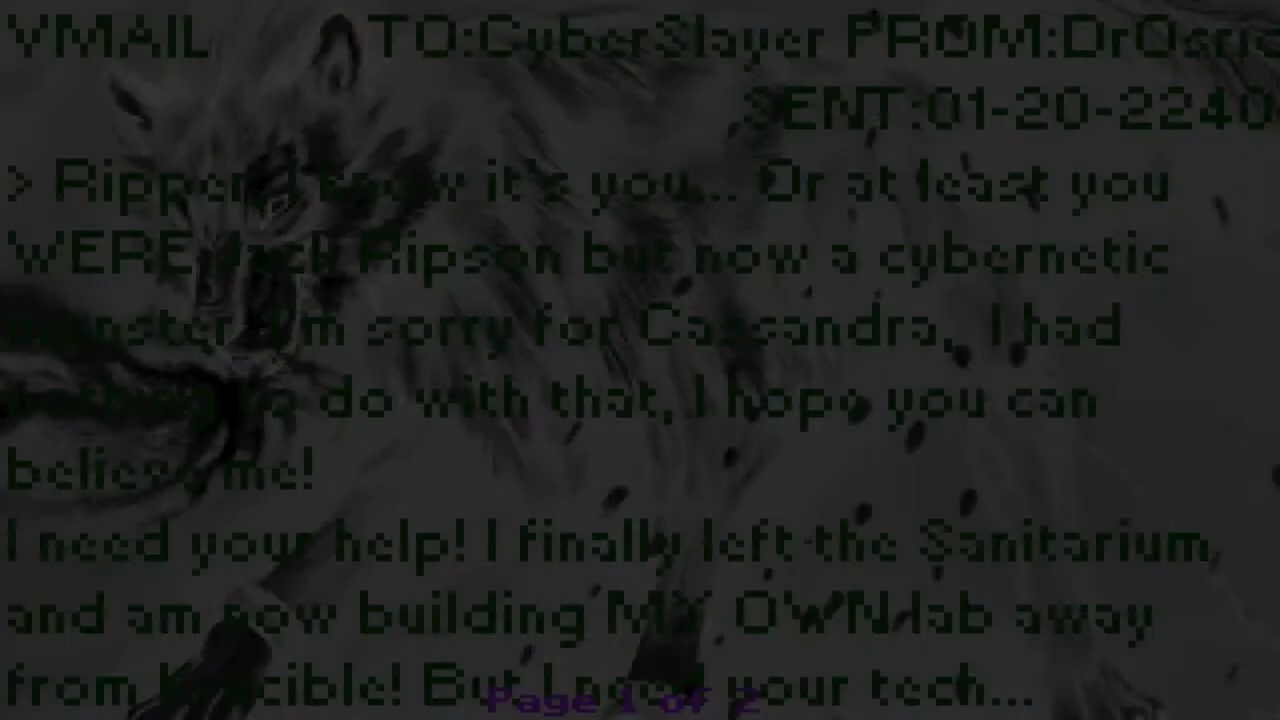 VMAIL TO:CyberSlayer FROM:DrOsric
SENT:01-20-2240
> Ripper I know it's you... Or at least you
WERE Jack Ripson but now a cybernetic
monster. I'm sorry for Cassandra, I had
nothing to do with that, I hope you can
believe me!
I need your help! I finally left the Sanitarium,
and am now building MY OWN lab away
from Invicible! But I need your tech...
Page 1 of 2